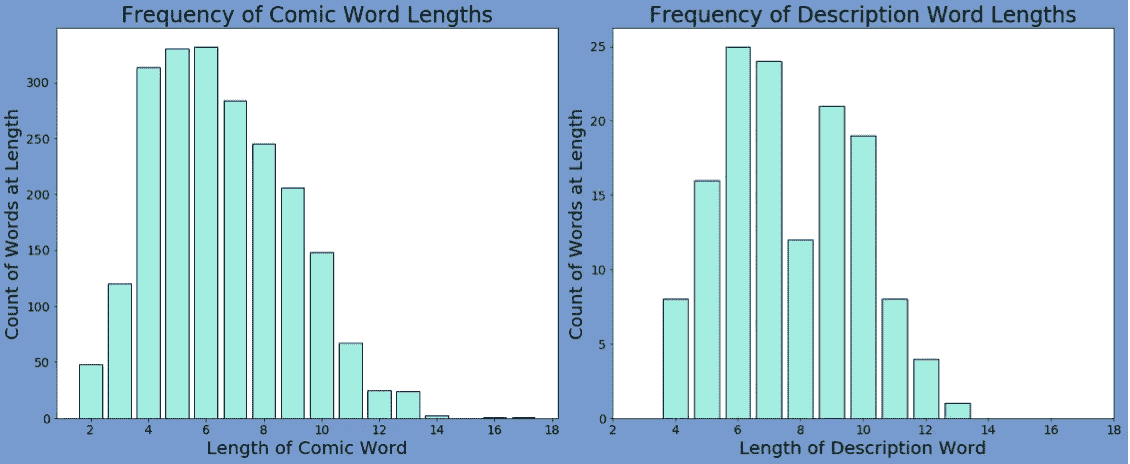 Frequency of Comic Word Lengths
Count of Words at Length
300
250
200
150
100
50
0
2 4 6 8 10 12 14 16 18
Length of Comic Word
Frequency of Description Word Lengths
Count of Words at Length
25
20
15
10
5
0
2 4 6 8 10 12 14 16 18
Length of Description Word